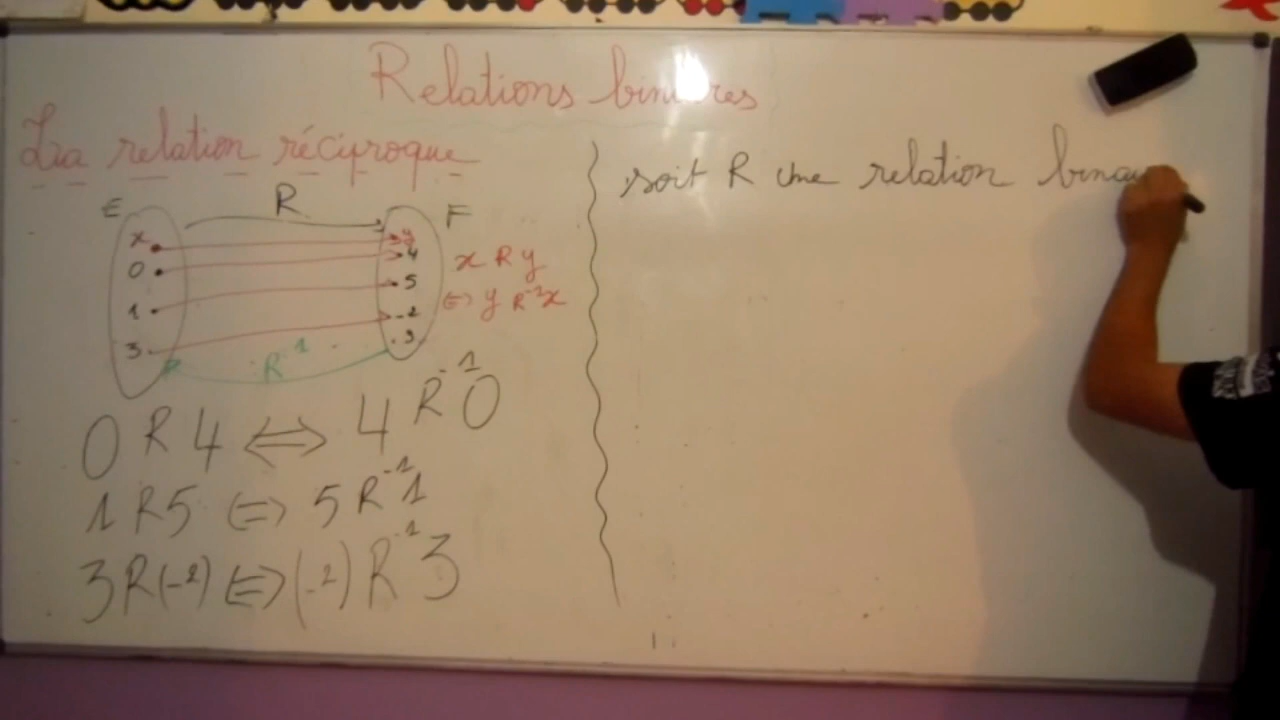 Relations binaires
La relation réciproque
E R F
x y
0 4
1 5
3 -2
3
R⁻¹
x R y
<=> y R⁻¹ x
0 R 4 <=> 4 R⁻¹ 0
1 R 5 <=> 5 R⁻¹ 1
3 R (-2) <=> (-2) R⁻¹ 3
soit R une relation binai